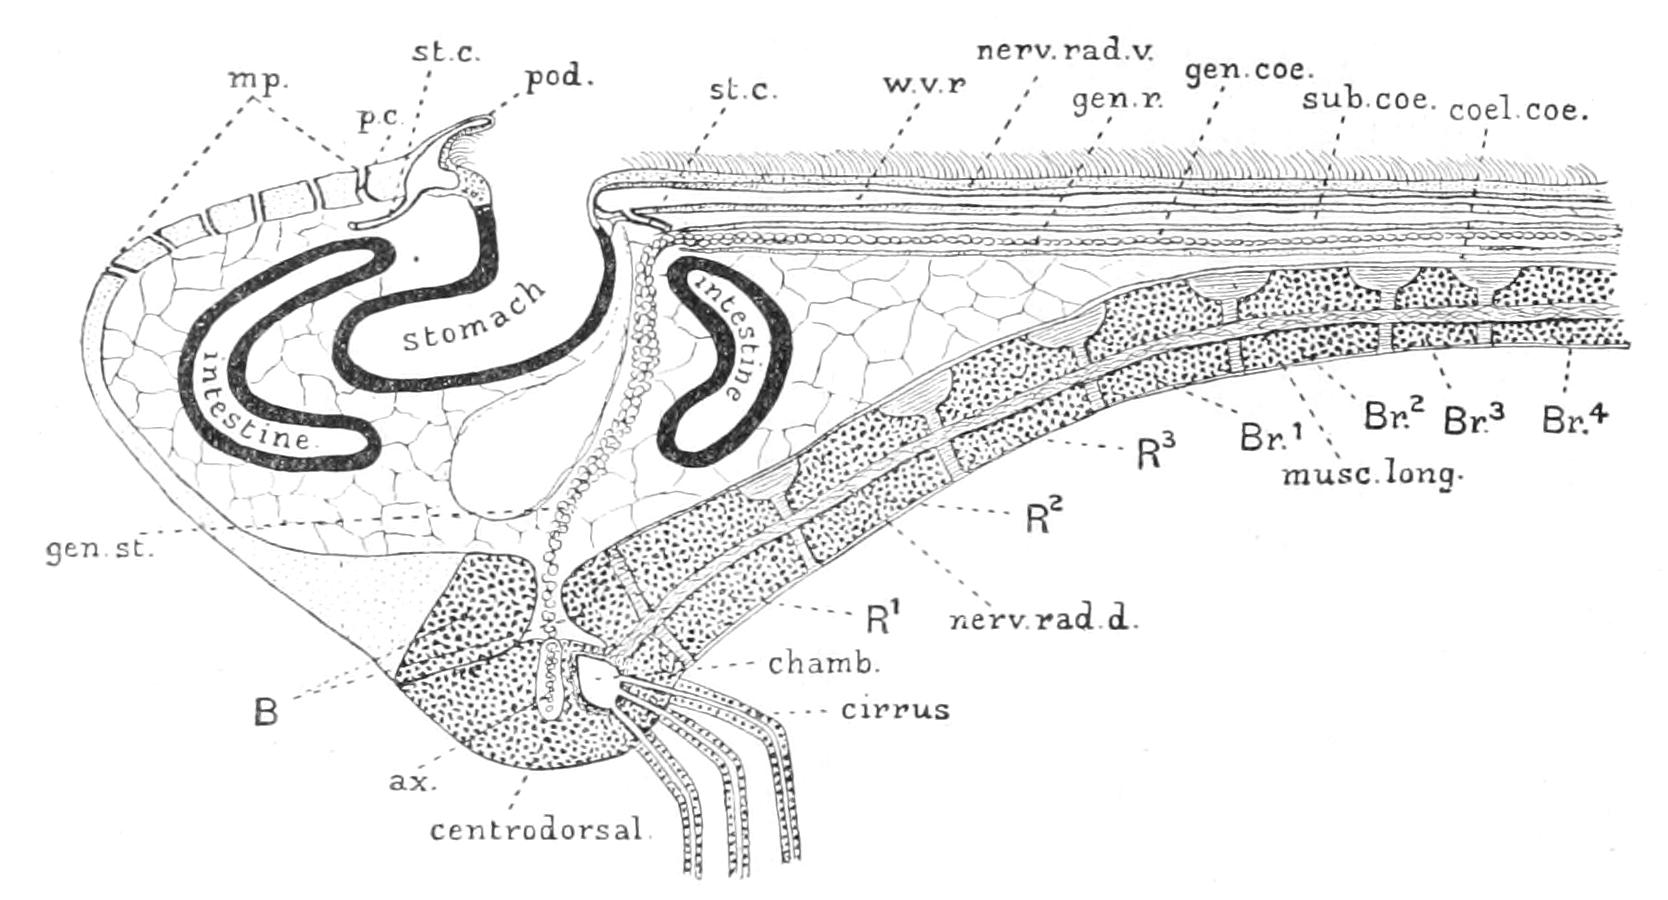 st.c.
mp.
pod.
p.c.
st.c.
w.v.r
nerv.rad.v.
gen.r.
gen.coe.
sub.coe.
coel.coe.
stomach
intestine.
intestine
R³
Br.¹
Br.²
Br.³
Br.⁴
musc.long.
R²
gen.st.
R¹
nerv.rad.d.
chamb.
B
cirrus
ax.
centrodorsal.